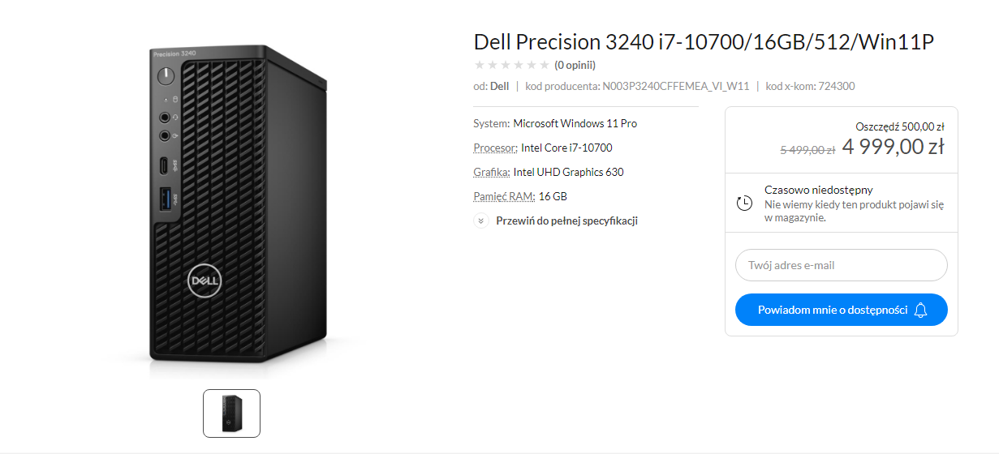 Precision 3240
DELL
Dell Precision 3240 i7-10700/16GB/512/Win11P
(0 opinii)
od: Dell | kod producenta: N003P3240CFFEMEA_VI_W11 | kod x-kom: 724300
System: Microsoft Windows 11 Pro
Procesor: Intel Core i7-10700
Grafika: Intel UHD Graphics 630
Pamięć RAM: 16 GB
Przewiń do pełnej specyfikacji
Oszczędź 500,00 zł
5 499,00 zł 4 999,00 zł
Czasowo niedostępny
Nie wiemy kiedy ten produkt pojawi się
w magazynie.
Twój adres e-mail
Powiadom mnie o dostępności